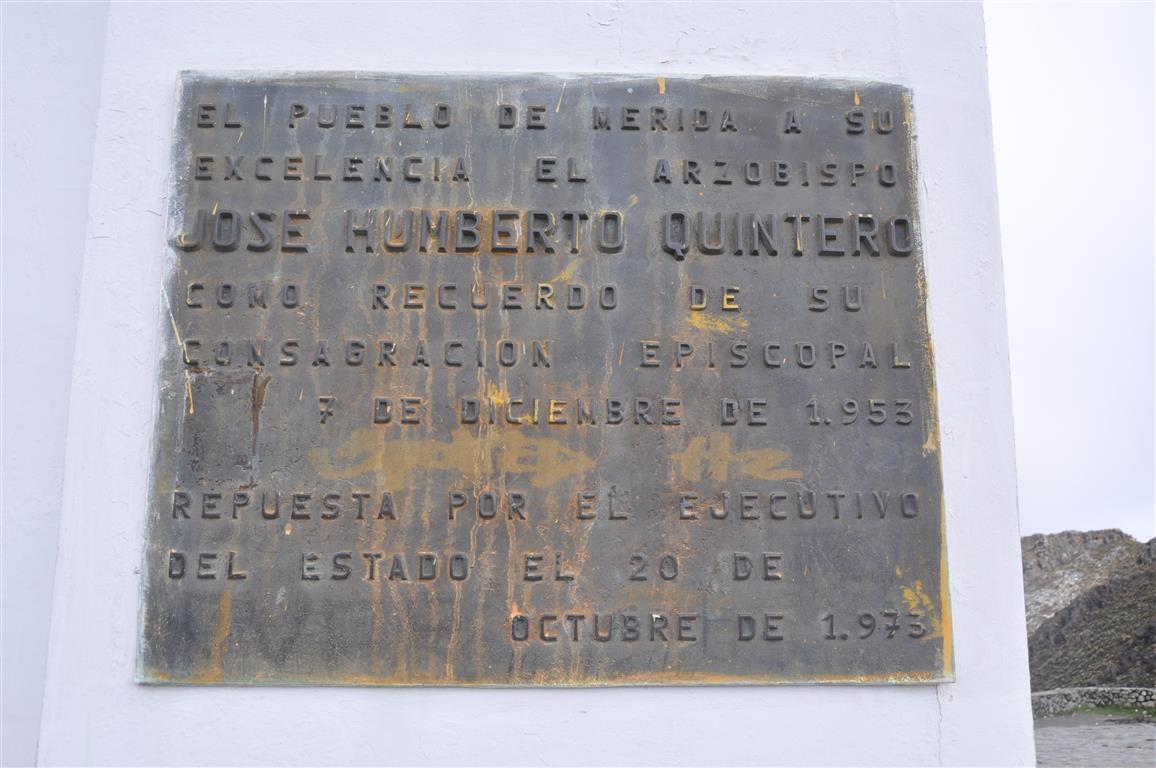 EL PUEBLO DE MERIDA A SU
EXCELENCIA EL ARZOBISPO
JOSE HUMBERTO QUINTERO
COMO RECUERDO DE SU
CONSAGRACION EPISCOPAL
7 DE DICIEMBRE DE 1.953
REPUESTA POR EL EJECUTIVO
DEL ESTADO EL 20 DE
OCTUBRE DE 1.973